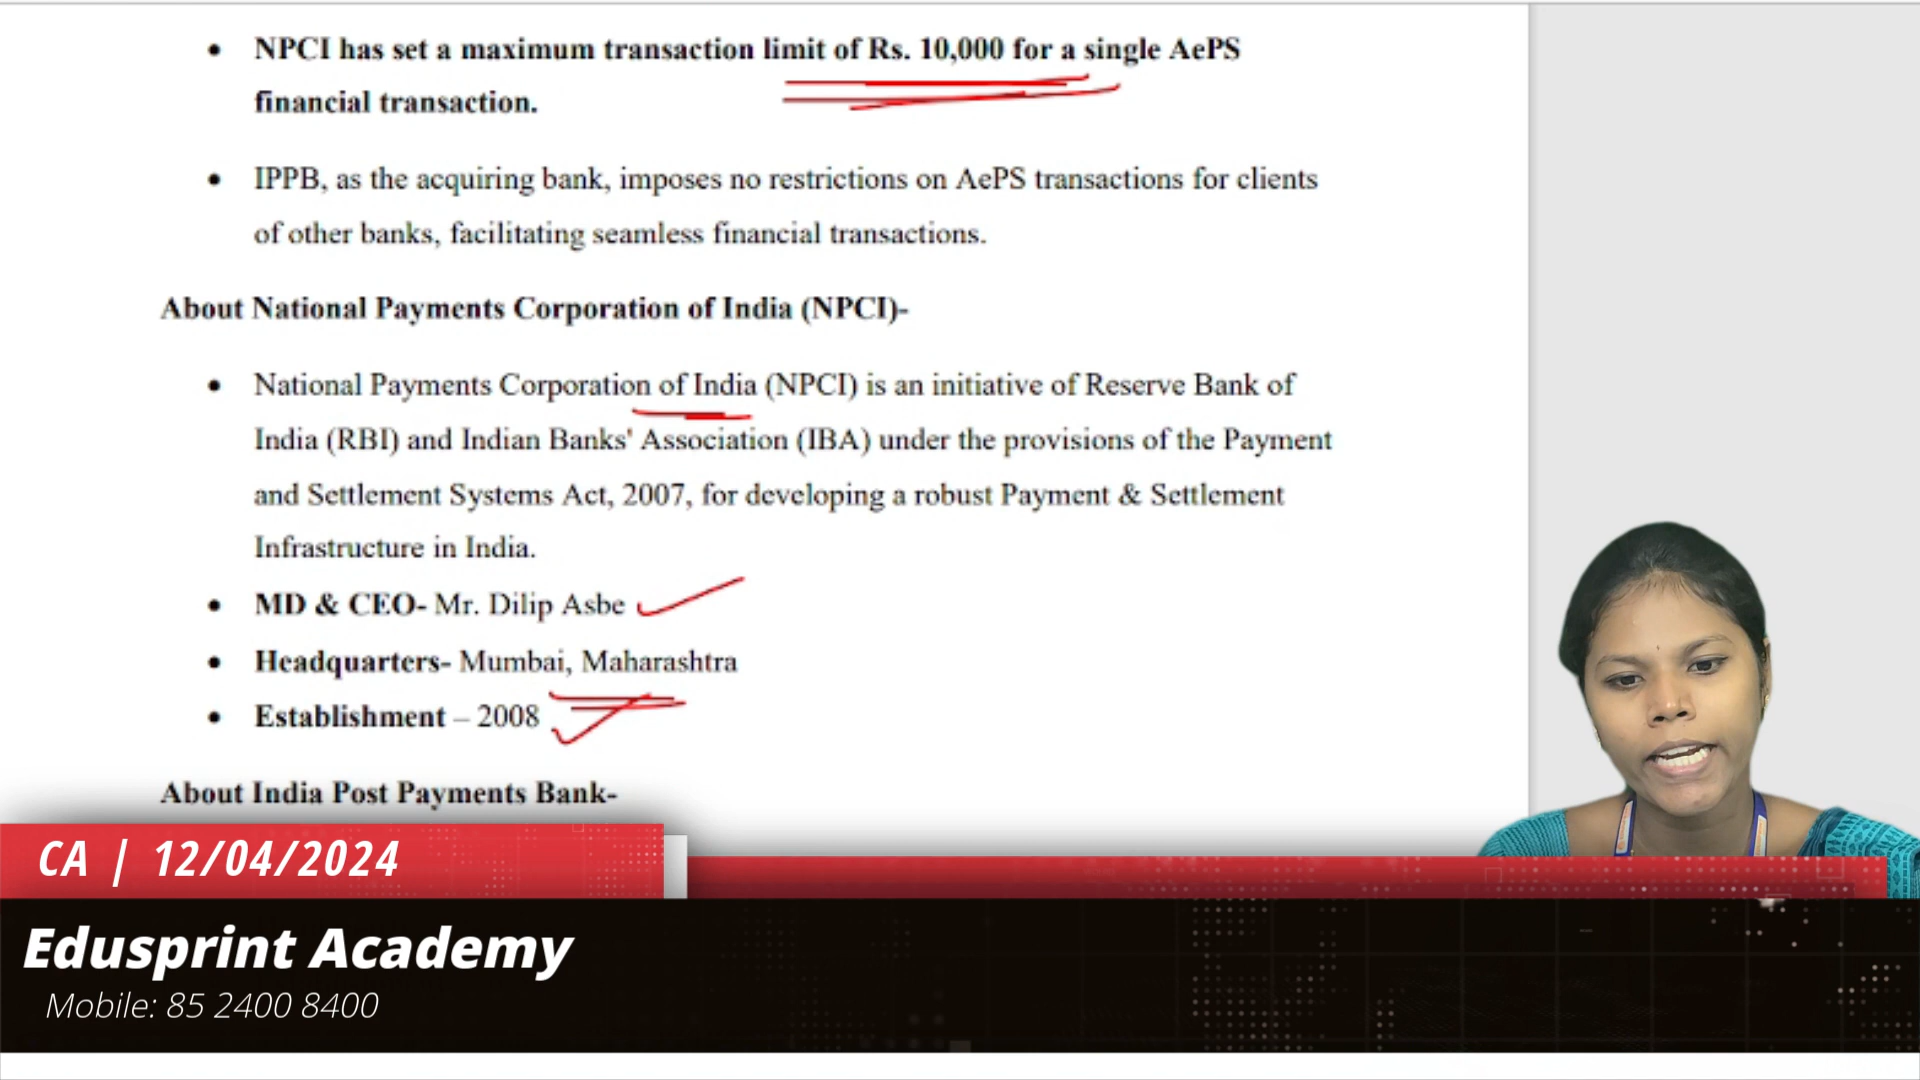 • NPCI has set a maximum transaction limit of Rs. 10,000 for a single AePS
financial transaction.
• IPPB, as the acquiring bank, imposes no restrictions on AePS transactions for clients
of other banks, facilitating seamless financial transactions.
About National Payments Corporation of India (NPCI)-
• National Payments Corporation of India (NPCI) is an initiative of Reserve Bank of
India (RBI) and Indian Banks' Association (IBA) under the provisions of the Payment
and Settlement Systems Act, 2007, for developing a robust Payment & Settlement
Infrastructure in India.
• MD & CEO- Mr. Dilip Asbe
• Headquarters- Mumbai, Maharashtra
• Establishment – 2008
About India Post Payments Bank-
CA | 12/04/2024
Edusprint Academy
Mobile: 85 2400 8400